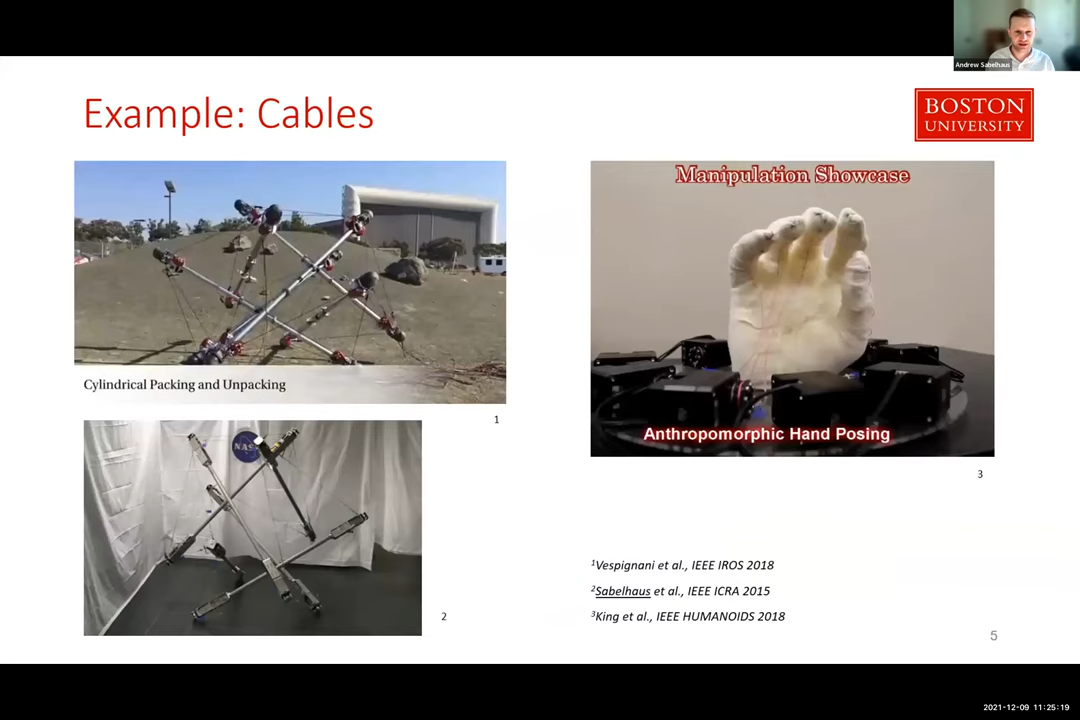 Andrew Sabelhaus
Example: Cables
BOSTON
UNIVERSITY
Manipulation Showcase
Cylindrical Packing and Unpacking
1
Anthropomorphic Hand Posing
3
NASA
2
1Vespignani et al., IEEE IROS 2018
2Sabelhaus et al., IEEE ICRA 2015
3King et al., IEEE HUMANOIDS 2018
5
2021-12-09 11:25:19